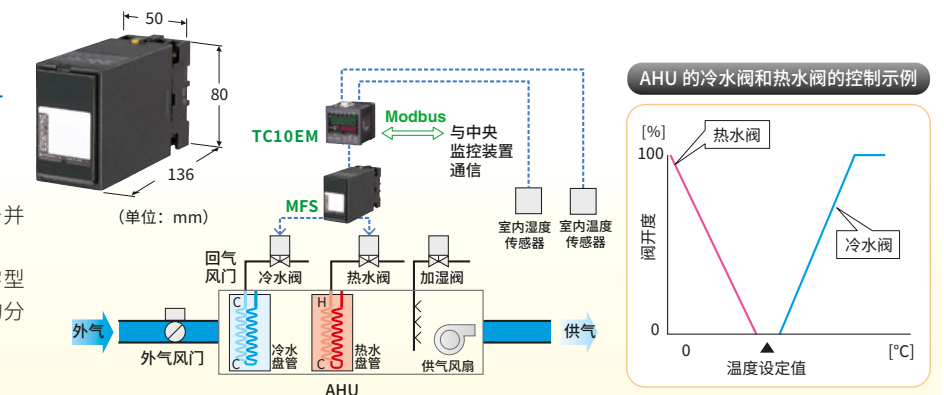 50
80
136
（单位：mm）
并
型
分
TC10EM
Modbus
与中央
监控装置
通信
MFS
室内湿度
传感器
室内温度
传感器
回气
风门
冷水阀
热水阀
加湿阀
外气
外气风门
C
C
冷水
盘管
H
C
热水
盘管
供气风扇
供气
AHU
AHU 的冷水阀和热水阀的控制示例
[%]
100
热水阀
阀开度
冷水阀
0
0
[℃]
温度设定值